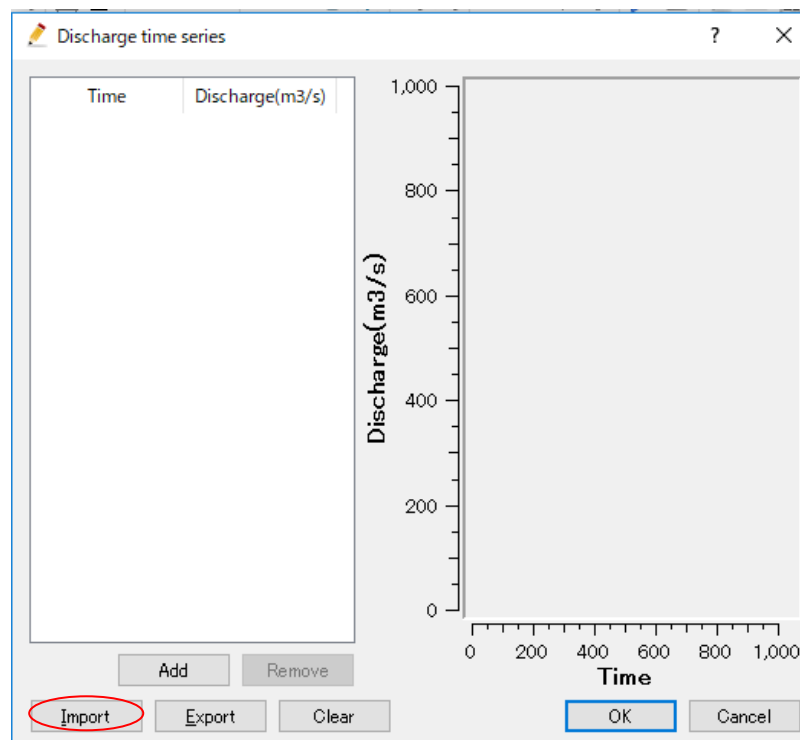 Discharge time series
?
Time Discharge(m3/s)
1,000
800
600
400
200
0
Discharge(m3/s)
0 200 400 600 800 1,000
Time
Add Remove
Import Export Clear OK Cancel